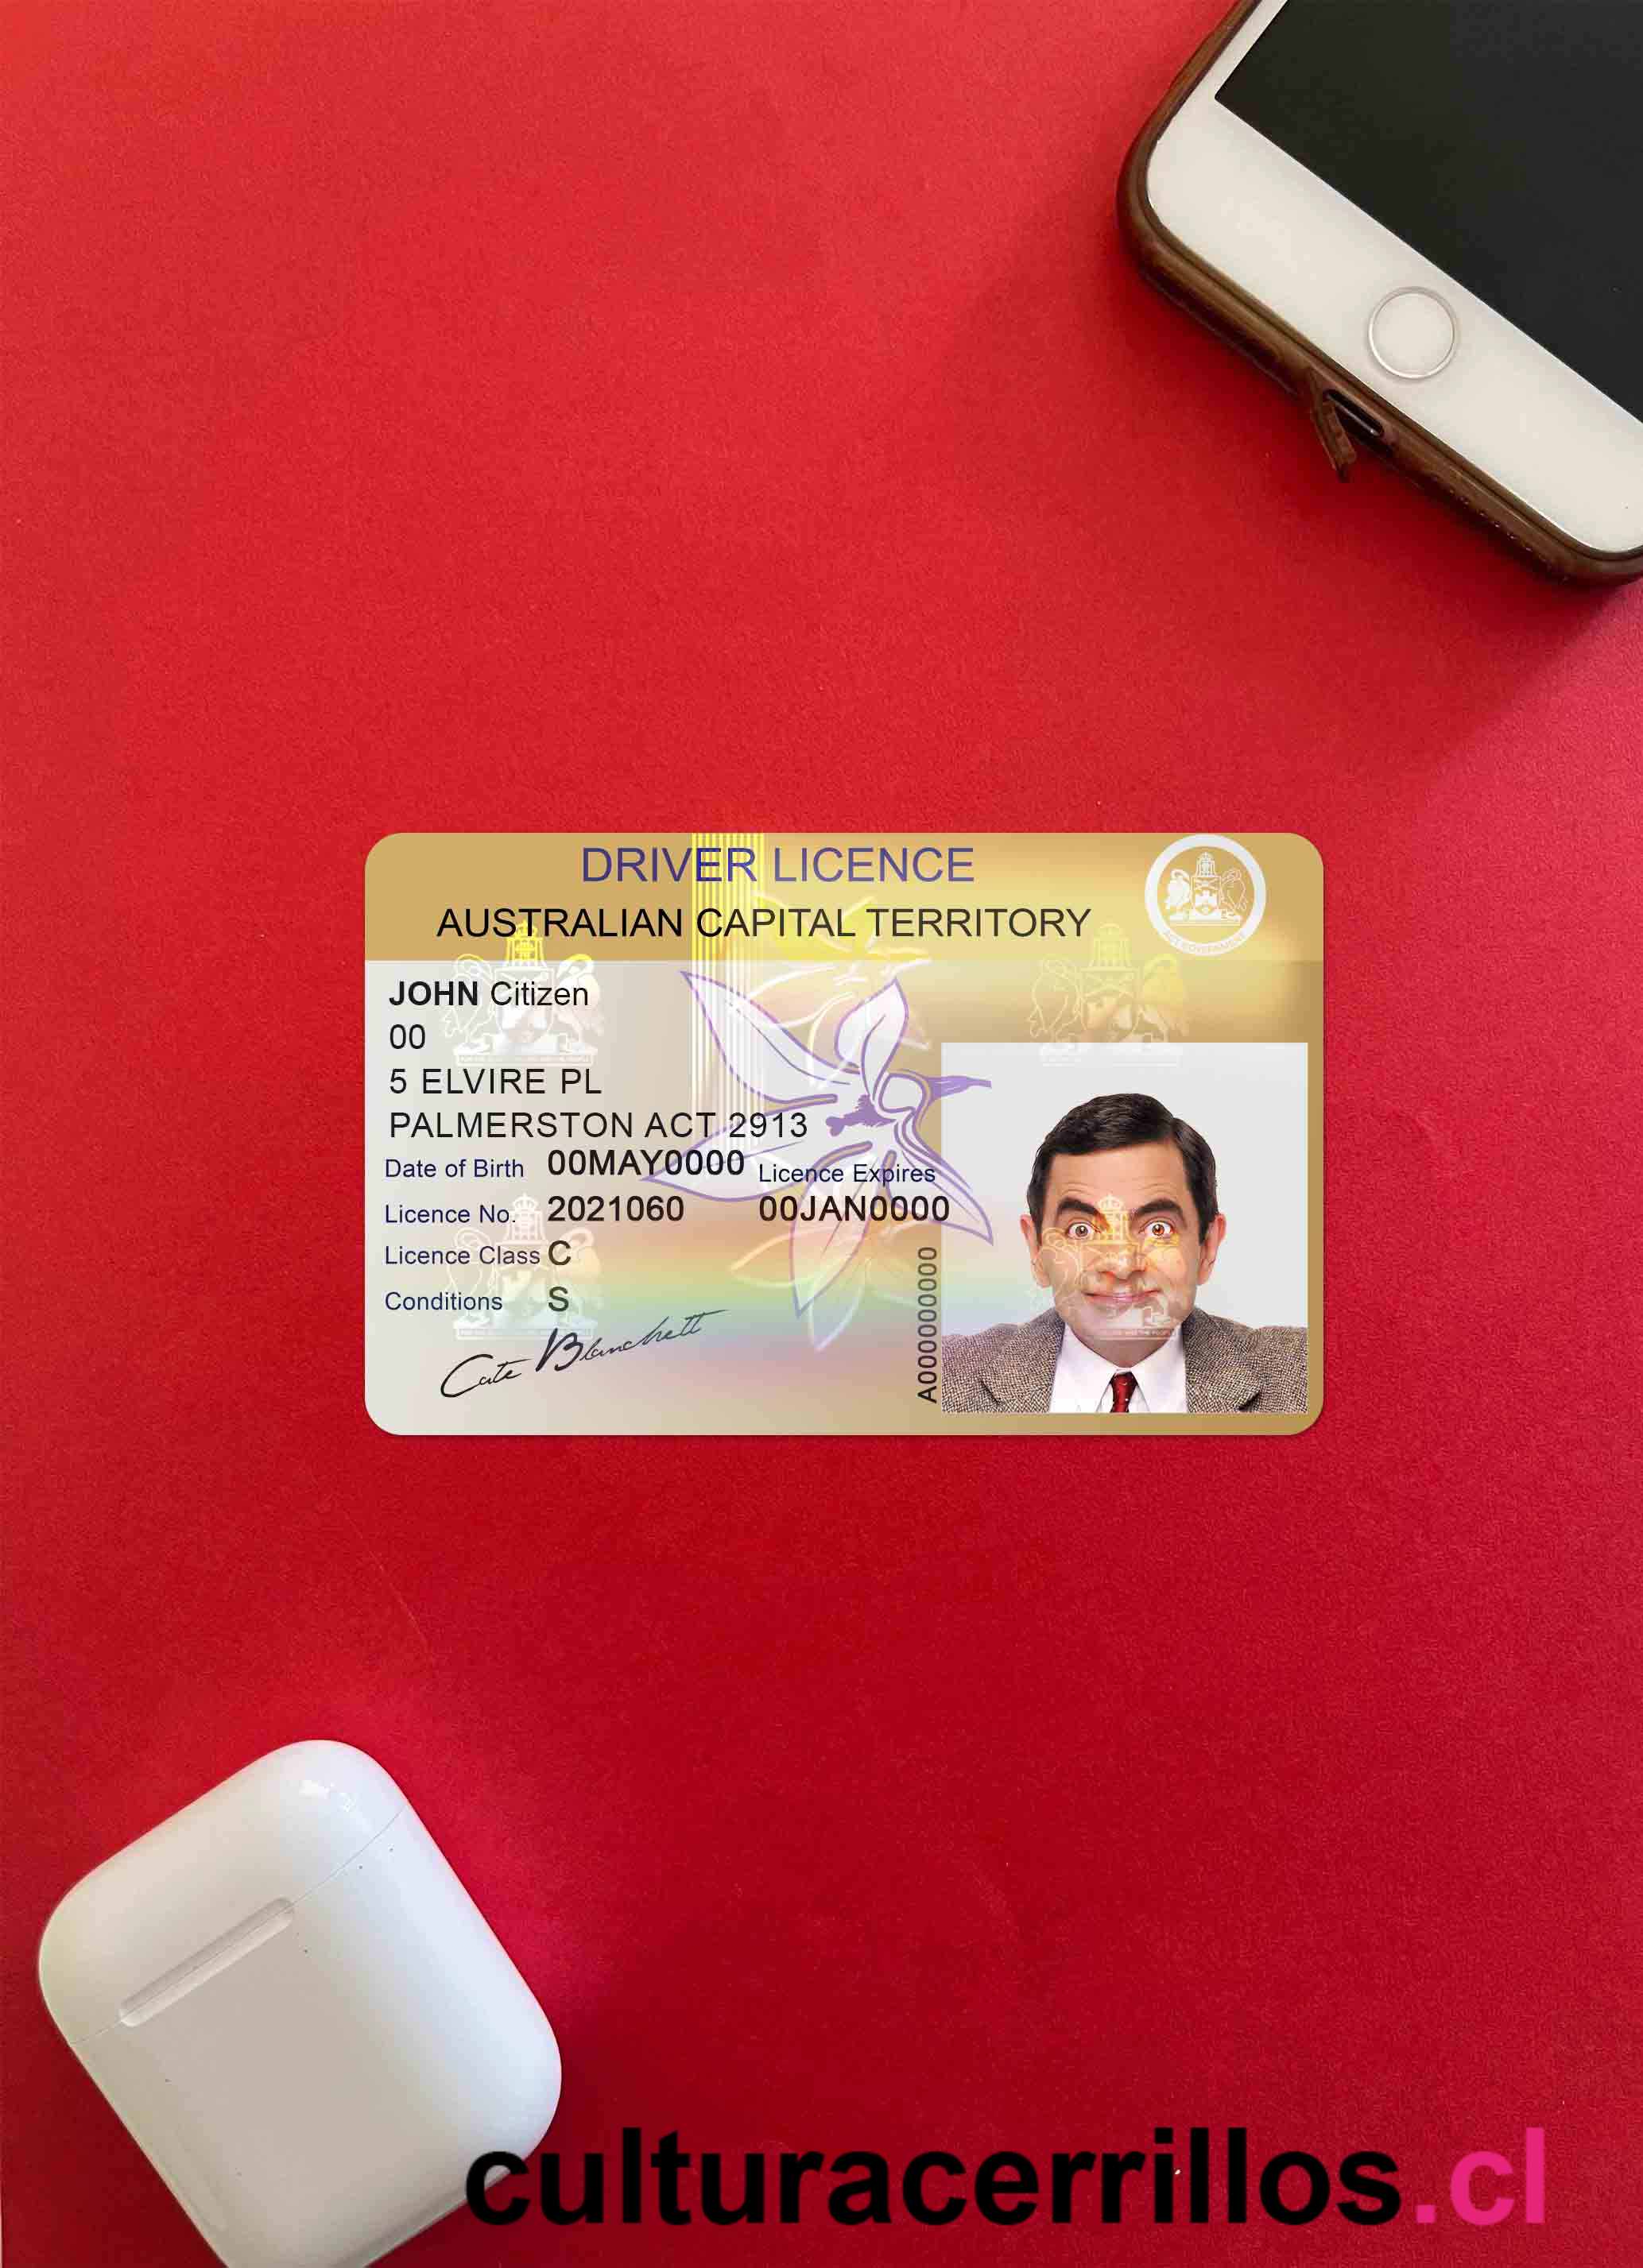 DRIVER LICENCE
AUSTRALIAN CAPITAL TERRITORY
ACT GOVERNMENT
JOHN Citizen
00
5 ELVIRE PL
PALMERSTON ACT 2913
Date of Birth 00MAY0000 Licence Expires
Licence No. 2021060 00JAN0000
Licence Class C
Conditions S
A000000000
Cate Blanchett
culturacerrillos.cl